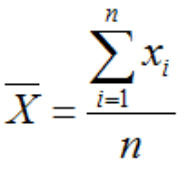 X̅ = (∑_{i=1}^{n} x_i) / n